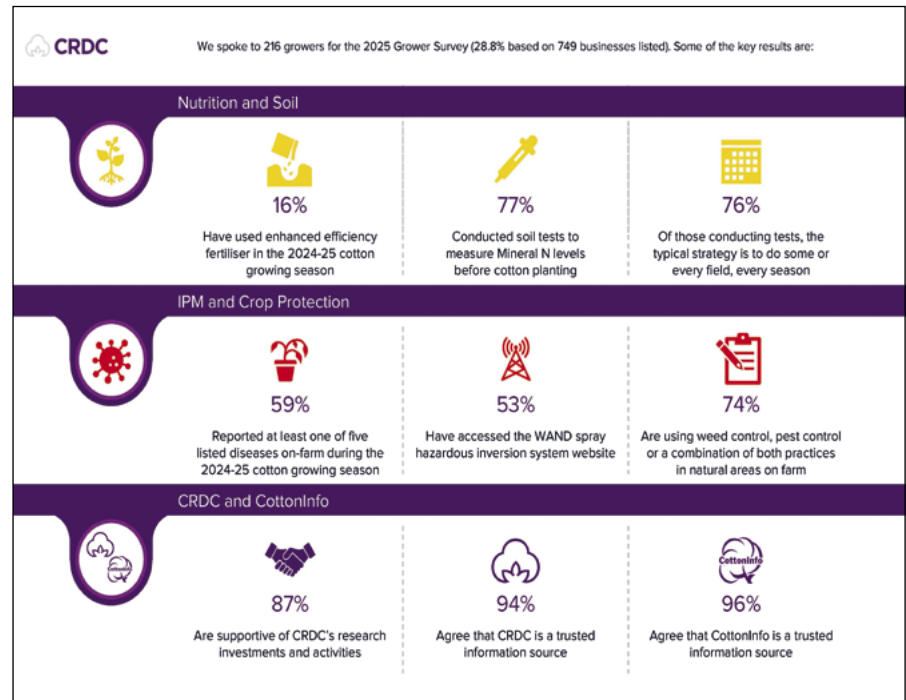 CRDC
We spoke to 216 growers for the 2025 Grower Survey (28.8% based on 749 businesses listed). Some of the key results are:
Nutrition and Soil
16%
Have used enhanced efficiency
fertiliser in the 2024-25 cotton
growing season
77%
Conducted soil tests to
measure Mineral N levels
before cotton planting
76%
Of those conducting tests, the
typical strategy is to do some or
every field, every season
IPM and Crop Protection
59%
Reported at least one of five
listed diseases on-farm during the
2024-25 cotton growing season
53%
Have accessed the WAND spray
hazardous inversion system website
74%
Are using weed control, pest control
or a combination of both practices
in natural areas on farm
CRDC and CottonInfo
CottonInfo
87%
Are supportive of CRDC's research
investments and activities
94%
Agree that CRDC is a trusted
information source
CottonInfo
96%
Agree that CottonInfo is a trusted
information source